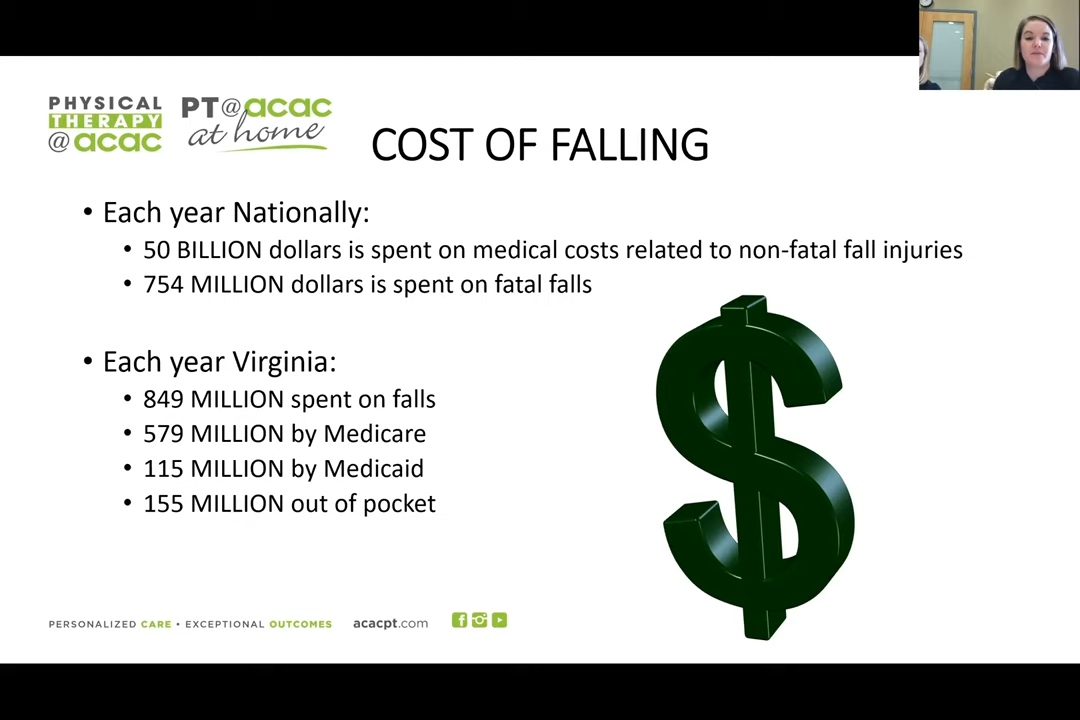 PHYSICAL
THERAPY
@acac
PT@acac
at home
COST OF FALLING
• Each year Nationally:
• 50 BILLION dollars is spent on medical costs related to non-fatal fall injuries
• 754 MILLION dollars is spent on fatal falls
• Each year Virginia:
• 849 MILLION spent on falls
• 579 MILLION by Medicare
• 115 MILLION by Medicaid
• 155 MILLION out of pocket
$
PERSONALIZED CARE • EXCEPTIONAL OUTCOMES acacpt.com f